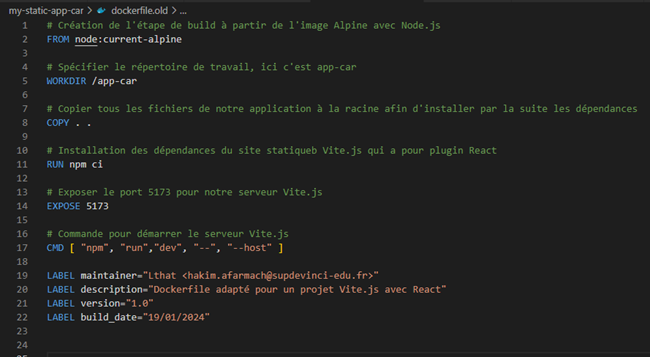 my-static-app-car > dockerfile.old > ...
1 # Création de l'étape de build à partir de l'image Alpine avec Node.js
2 FROM node:current-alpine
3
4 # Spécifier le répertoire de travail, ici c'est app-car
5 WORKDIR /app-car
6
7 # Copier tous les fichiers de notre application à la racine afin d'installer par la suite les dépendances
8 COPY . .
9
10 # Installation des dépendances du site statiqueb Vite.js qui a pour plugin React
11 RUN npm ci
12
13 # Exposer le port 5173 pour notre serveur Vite.js
14 EXPOSE 5173
15
16 # Commande pour démarrer le serveur Vite.js
17 CMD [ "npm", "run","dev", "--", "--host" ]
18
19 LABEL maintainer="Lthat <hakim.afarmach@supdevinci-edu.fr>"
20 LABEL description="Dockerfile adapté pour un projet Vite.js avec React"
21 LABEL version="1.0"
22 LABEL build_date="19/01/2024"
23
24
25